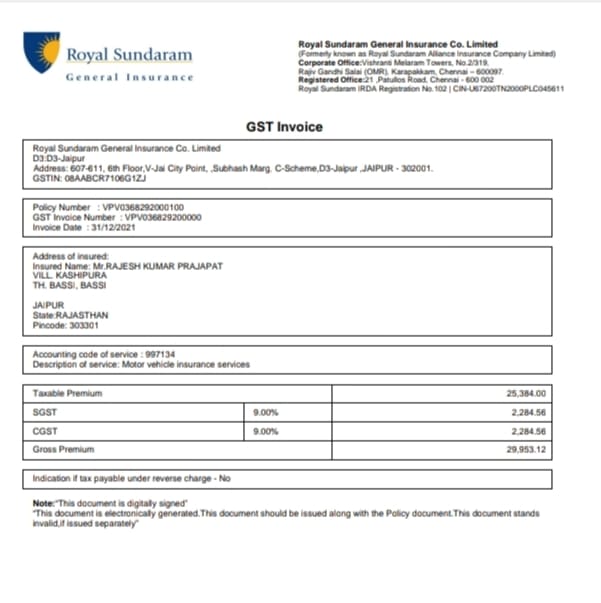 Royal Sundaram
General Insurance
Royal Sundaram General Insurance Co. Limited
(Formerly known as Royal Sundaram Alliance Insurance Company Limited)
Corporate Office:Vishranti Melaram Towers, No.2/319,
Rajiv Gandhi Salai (OMR), Karapakkam, Chennai – 600097.
Registered Office:21 ,Patullos Road, Chennai - 600 002
Royal Sundaram IRDA Registration No.102 | CIN-U67200TN2000PLC045611
GST Invoice
Royal Sundaram General Insurance Co. Limited
D3:D3-Jaipur
Address: 607-611, 6th Floor,V-Jai City Point, ,Subhash Marg, C-Scheme,D3-Jaipur ,JAIPUR - 302001.
GSTIN: 08AABCR7106G1ZJ
Policy Number : VPV0368292000100
GST Invoice Number : VPV036829200000
Invoice Date : 31/12/2021
Address of insured:
Insured Name: Mr.RAJESH KUMAR PRAJAPAT
VILL. KASHIPURA
TH. BASSI, BASSI
JAIPUR
State:RAJASTHAN
Pincode: 303301
Accounting code of service : 997134
Description of service: Motor vehicle insurance services
Taxable Premium 25,384.00
SGST 9.00% 2,284.56
CGST 9.00% 2,284.56
Gross Premium 29,953.12
Indication if tax payable under reverse charge - No
Note:"This document is digitally signed"
"This document is electronically generated.This document should be issued along with the Policy document.This document stands
invalid,if issued separately"